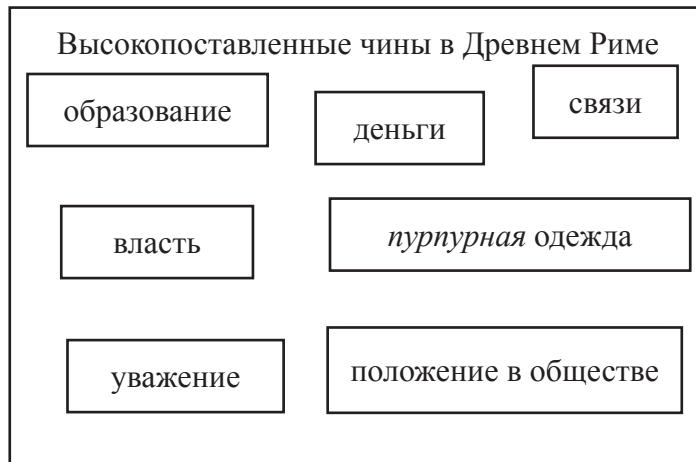 Высокопоставленные чины в Древнем Риме
образование
деньги
связи
власть
пурпурная одежда
уважение
положение в обществе